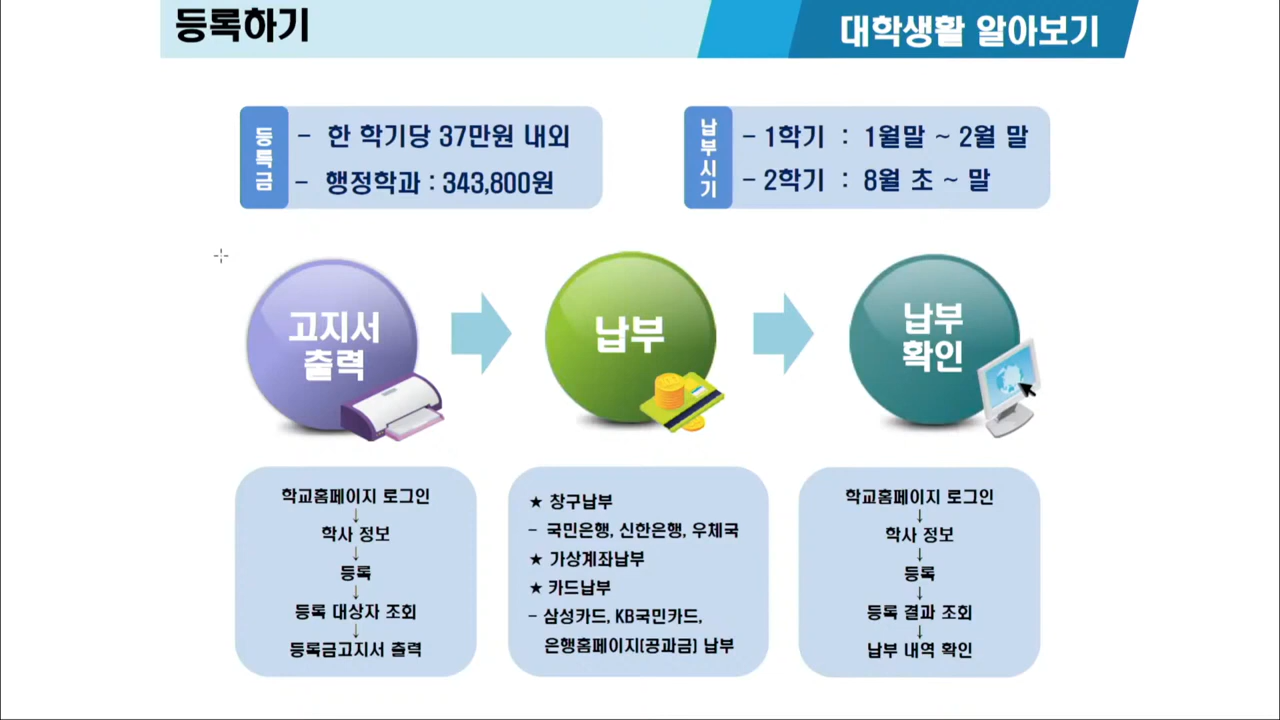 등록하기
대학생활 알아보기
등록금
- 한 학기당 37만원 내외
- 행정학과 : 343,800원
납부시기
- 1학기 : 1월말 ~ 2월 말
- 2학기 : 8월 초 ~ 말
고지서
출력
납부
납부
확인
학교홈페이지 로그인
↓
학사 정보
↓
등록
↓
등록 대상자 조회
↓
등록금고지서 출력
★ 창구납부
- 국민은행, 신한은행, 우체국
★ 가상계좌납부
★ 카드납부
- 삼성카드, KB국민카드,
은행홈페이지(공과금) 납부
학교홈페이지 로그인
↓
학사 정보
↓
등록
↓
등록 결과 조회
↓
납부 내역 확인